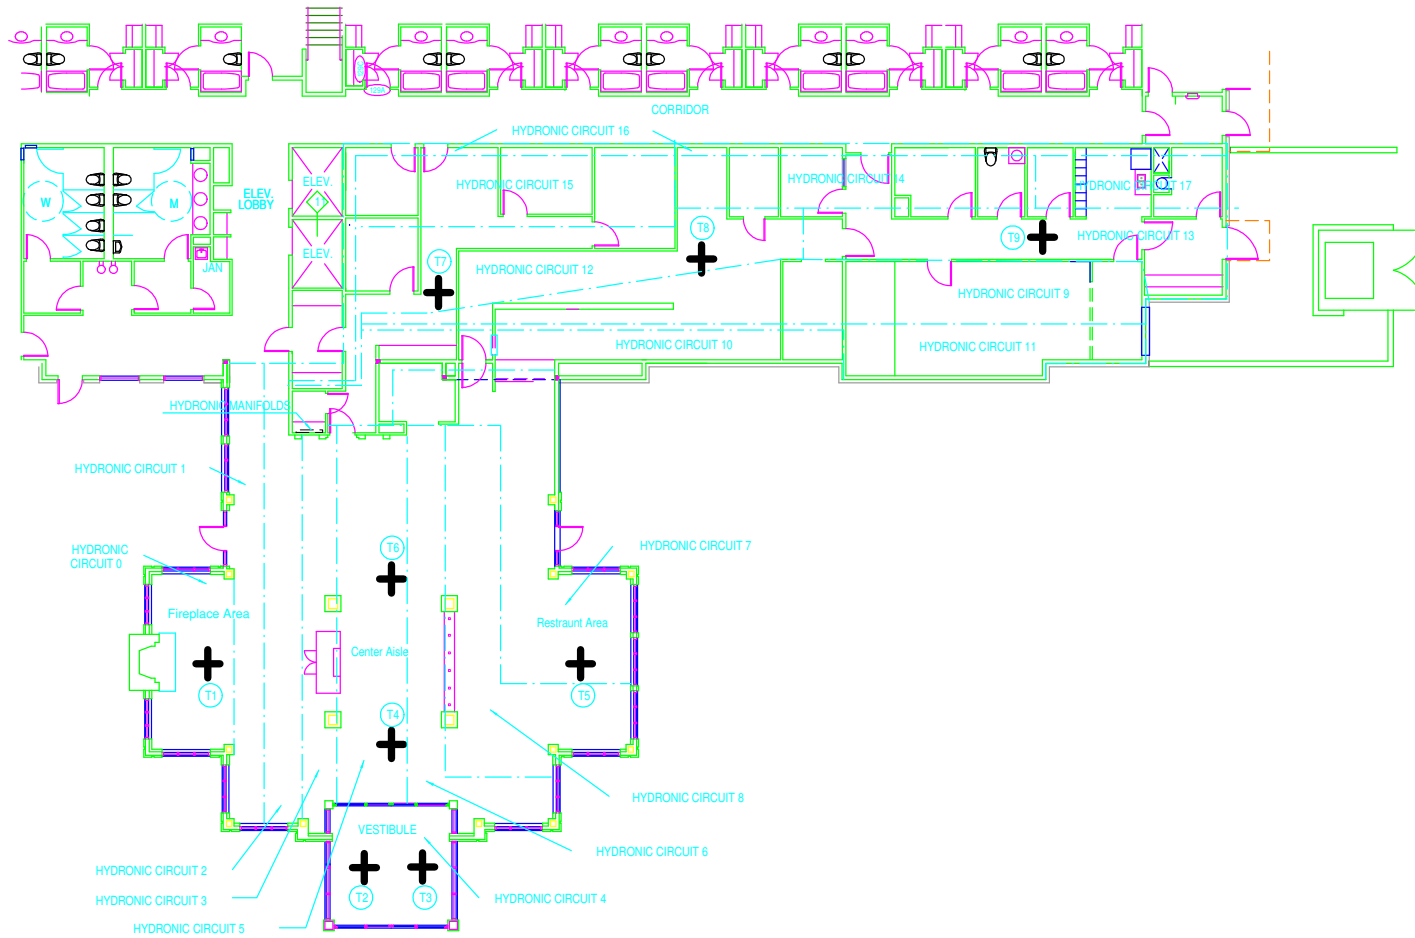 129A
CORRIDOR
HYDRONIC CIRCUIT 16
ELEV.
HYDRONIC CIRCUIT 15
HYDRONIC CIRCUIT 14
HYDRONIC CIRCUIT 17
ELEV.
LOBBY
W
M
1
T7
T8
T9
HYDRONIC CIRCUIT 13
ELEV.
JAN
HYDRONIC CIRCUIT 12
HYDRONIC CIRCUIT 9
HYDRONIC CIRCUIT 10
HYDRONIC CIRCUIT 11
HYDRONIC MANIFOLDS
HYDRONIC CIRCUIT 1
HYDRONIC
CIRCUIT 0
T6
HYDRONIC CIRCUIT 7
Fireplace Area
Restraunt Area
Center Aisle
T1
T4
T5
HYDRONIC CIRCUIT 8
VESTIBULE
HYDRONIC CIRCUIT 6
HYDRONIC CIRCUIT 2
T2
T3
HYDRONIC CIRCUIT 4
HYDRONIC CIRCUIT 3
HYDRONIC CIRCUIT 5